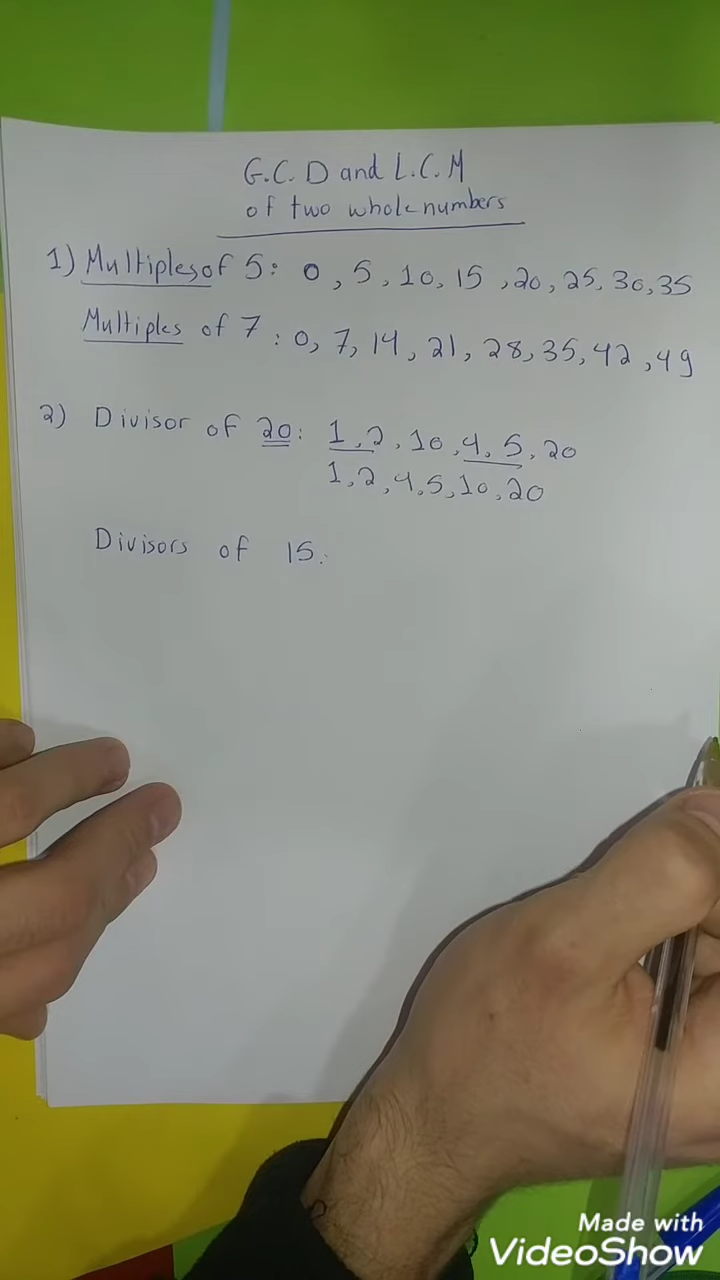 G.C.D and L.C.M
of two whole numbers
1) Multiples of 5: 0, 5, 10, 15, 20, 25, 30, 35
Multiples of 7: 0, 7, 14, 21, 28, 35, 42, 49
2) Divisor of 20: 1, 2, 10, 4, 5, 20
1, 2, 4, 5, 10, 20
Divisors of 15:
Made with
VideoShow